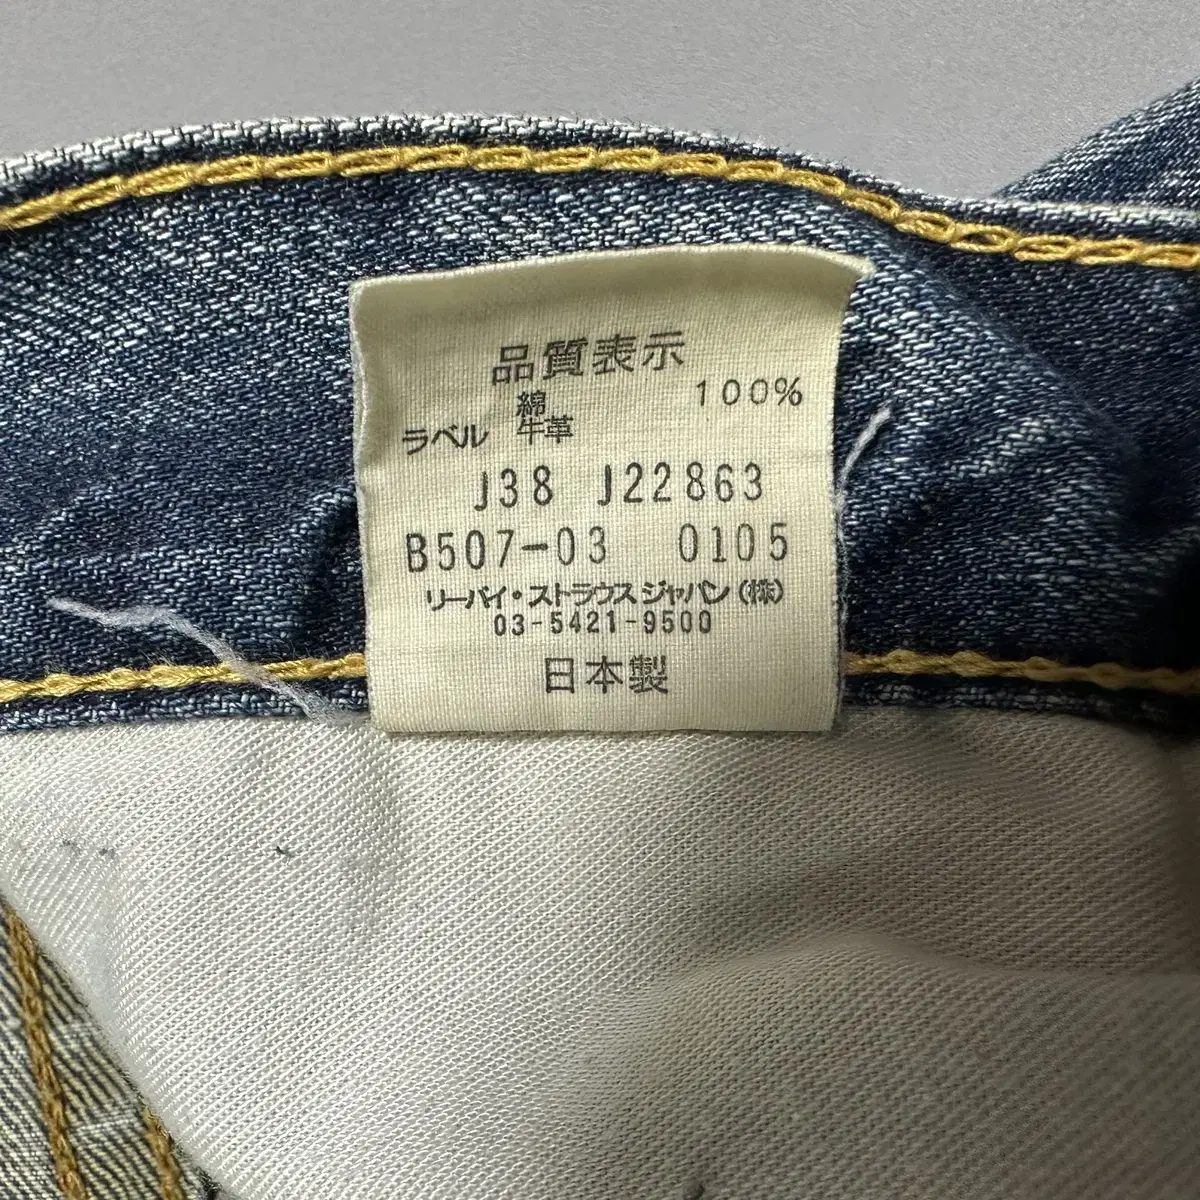 品質表示
綿 100%
ラベル 牛革
J38 J22863
B507-03 0105
リーバイ・ストラウスジャパン(株)
03-5421-9500
日本製